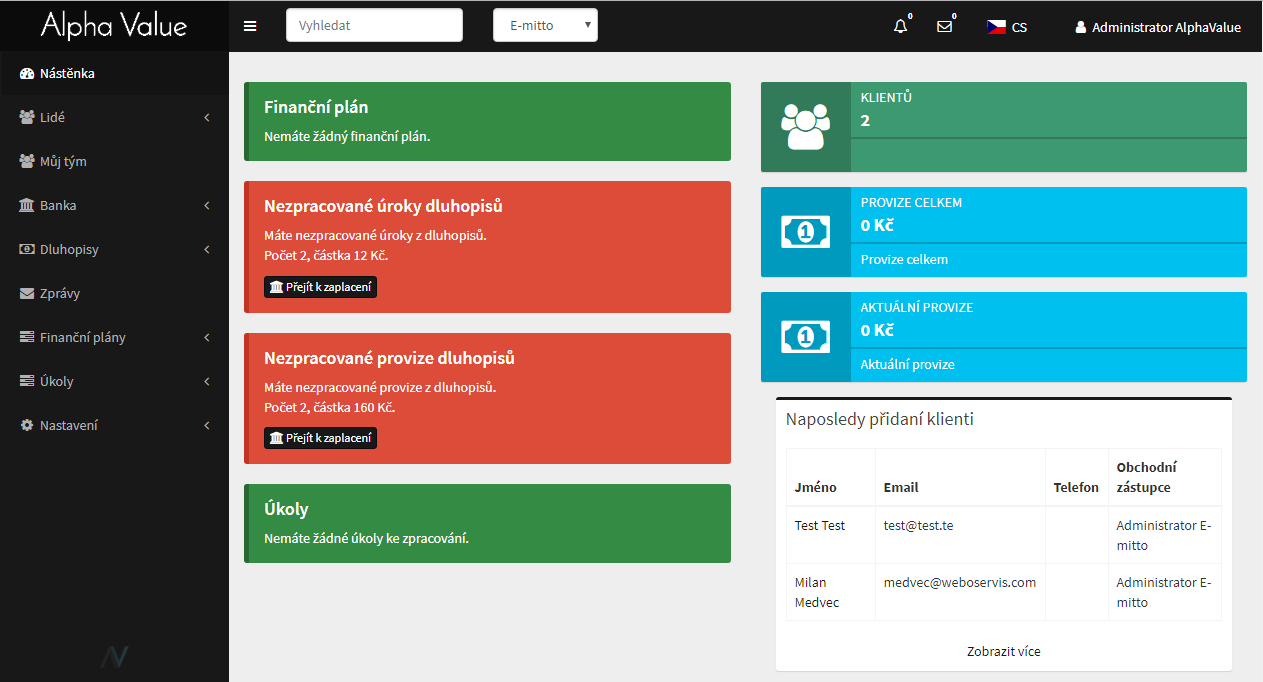 Alpha Value
Vyhledat
E-mitto
0
0
CS
Administrator AlphaValue
Nástěnka
Lidé
Můj tým
Banka
Dluhopisy
Zprávy
Finanční plány
Úkoly
Nastavení
Finanční plán
Nemáte žádný finanční plán.
Nezpracované úroky dluhopisů
Máte nezpracované úroky z dluhopisů.
Počet 2, částka 12 Kč.
Přejít k zaplacení
Nezpracované provize dluhopisů
Máte nezpracované provize z dluhopisů.
Počet 2, částka 160 Kč.
Přejít k zaplacení
Úkoly
Nemáte žádné úkoly ke zpracování.
KLIENTŮ
2
PROVIZE CELKEM
0 Kč
Provize celkem
AKTUÁLNÍ PROVIZE
0 Kč
Aktuální provize
Naposledy přidaní klienti
Jméno Email Telefon Obchodní
zástupce
Test Test test@test.te Administrator E-
mitto
Milan medvec@weboservis.com Administrator E-
Medvec mitto
Zobrazit více